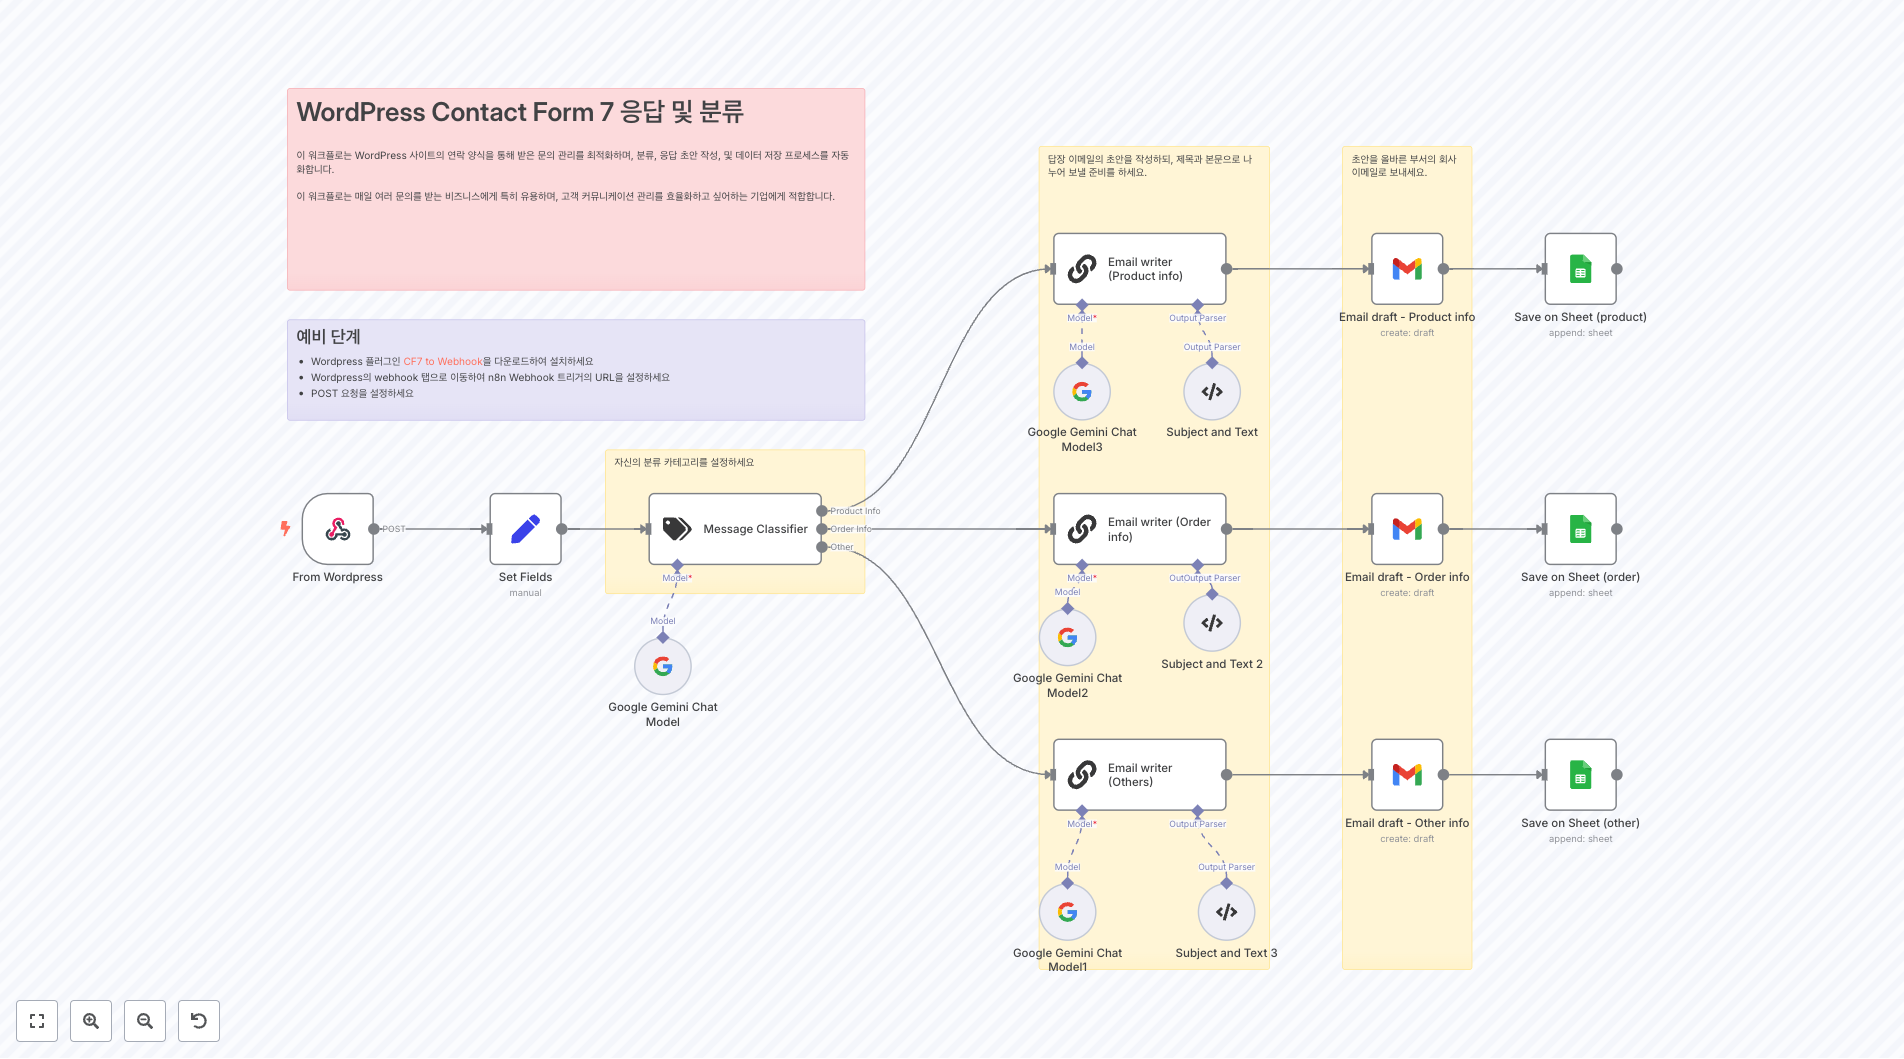 WordPress Contact Form 7 응답 및 분류
이 워크플로는 WordPress 사이트의 연락 양식을 통해 받은 문의 관리를 최적화하며, 분류, 응답 초안 작성, 및 데이터 저장 프로세스를 자동
화합니다.
이 워크플로는 매일 여러 문의를 받는 비즈니스에게 특히 유용하며, 고객 커뮤니케이션 관리를 효율화하고 싶어하는 기업에게 적합합니다.
예비 단계
Wordpress 플러그인 CF7 to Webhook을 다운로드하여 설치하세요
Wordpress의 webhook 탭으로 이동하여 n8n Webhook 트리거의 URL을 설정하세요
POST 요청을 설정하세요
자신의 분류 카테고리를 설정하세요
POST
From Wordpress
Set Fields
manual
Message Classifier
Product Info
Order Info
Other
Model*
Model
Google Gemini Chat
Model
답장 이메일의 초안을 작성하되, 제목과 본문으로 나
누어 보낼 준비를 하세요.
초안을 올바른 부서의 회사
이메일로 보내세요.
Email writer
(Product info)
Model*
Output Parser
Model
Output Parser
Google Gemini Chat
Model3
Subject and Text
Email draft - Product info
create: draft
Save on Sheet (product)
append: sheet
Email writer (Order
info)
Model*
OutOutput Parser
Model
Google Gemini Chat
Model2
Subject and Text 2
Email draft - Order info
create: draft
Save on Sheet (order)
append: sheet
Email writer
(Others)
Model*
Output Parser
Model
Output Parser
Google Gemini Chat
Model1
Subject and Text 3
Email draft - Other info
create: draft
Save on Sheet (other)
append: sheet